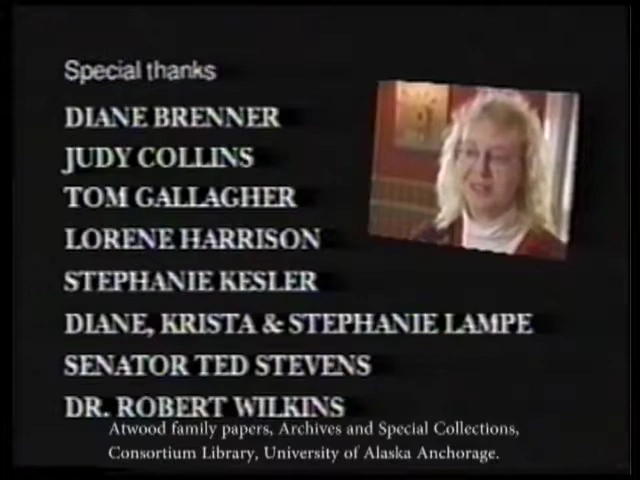 Special thanks
DIANE BRENNER
JUDY COLLINS
TOM GALLAGHER
LORENE HARRISON
STEPHANIE KESLER
DIANE, KRISTA & STEPHANIE LAMPE
SENATOR TED STEVENS
DR. ROBERT WILKINS
Atwood family papers, Archives and Special Collections,
Consortium Library, University of Alaska Anchorage.